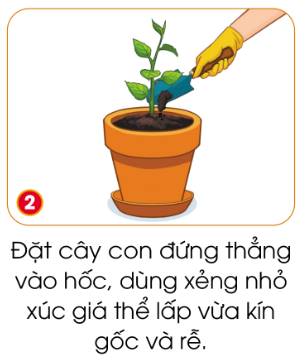 2
Đặt cây con đứng thẳng
vào hốc, dùng xẻng nhỏ
xúc giá thể lấp vừa kín
gốc và rễ.